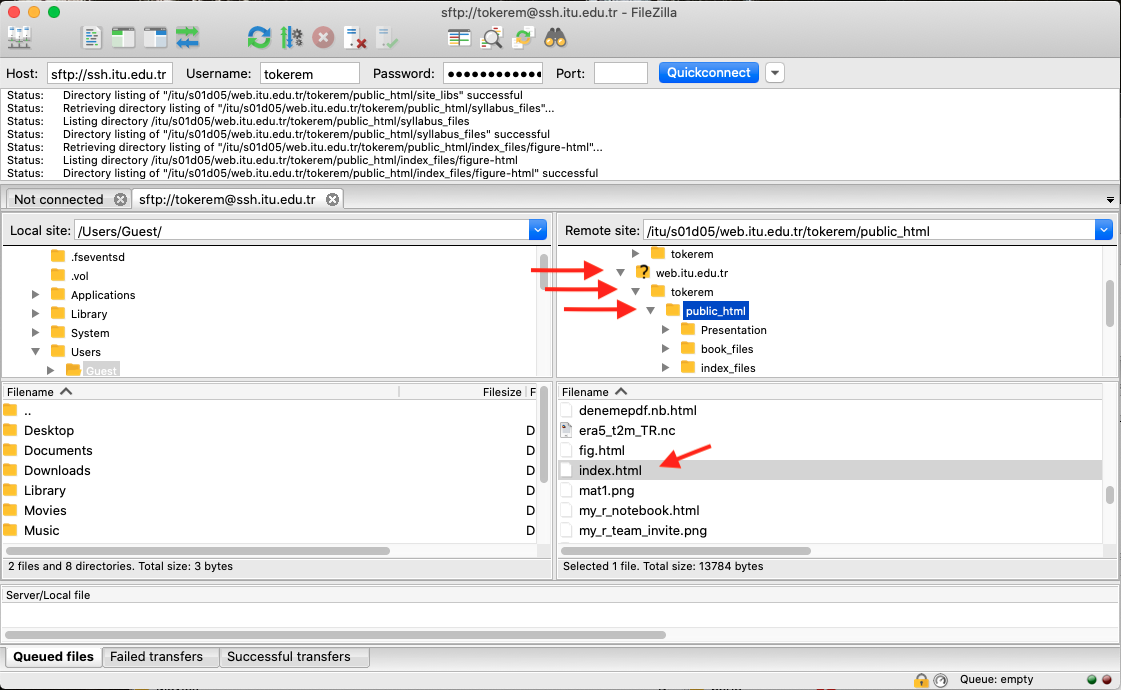 sftp://tokerem@ssh.itu.edu.tr - FileZilla
Host: sftp://ssh.itu.edu.tr Username: tokerem Password: ●●●●●●●●●●●● Port: Quickconnect
Status: Directory listing of "/itu/s01d05/web.itu.edu.tr/tokerem/public_html/site_libs" successful
Status: Retrieving directory listing of "/itu/s01d05/web.itu.edu.tr/tokerem/public_html/syllabus_files"...
Status: Listing directory /itu/s01d05/web.itu.edu.tr/tokerem/public_html/syllabus_files
Status: Directory listing of "/itu/s01d05/web.itu.edu.tr/tokerem/public_html/syllabus_files" successful
Status: Retrieving directory listing of "/itu/s01d05/web.itu.edu.tr/tokerem/public_html/index_files/figure-html"...
Status: Listing directory /itu/s01d05/web.itu.edu.tr/tokerem/public_html/index_files/figure-html
Status: Directory listing of "/itu/s01d05/web.itu.edu.tr/tokerem/public_html/index_files/figure-html" successful
Not connected sftp://tokerem@ssh.itu.edu.tr
Local site: /Users/Guest/
.fseventsd
.vol
Applications
Library
System
Users
Guest
Filename Filesize F
..
Desktop D
Documents D
Downloads D
Library D
Movies D
Music D
2 files and 8 directories. Total size: 3 bytes
Remote site: /itu/s01d05/web.itu.edu.tr/tokerem/public_html
tokerem
? web.itu.edu.tr
tokerem
public_html
Presentation
book_files
index_files
Filename
denemepdf.nb.html
era5_t2m_TR.nc
fig.html
index.html
mat1.png
my_r_notebook.html
my_r_team_invite.png
Selected 1 file. Total size: 13784 bytes
Server/Local file
Queued files Failed transfers Successful transfers
Queue: empty